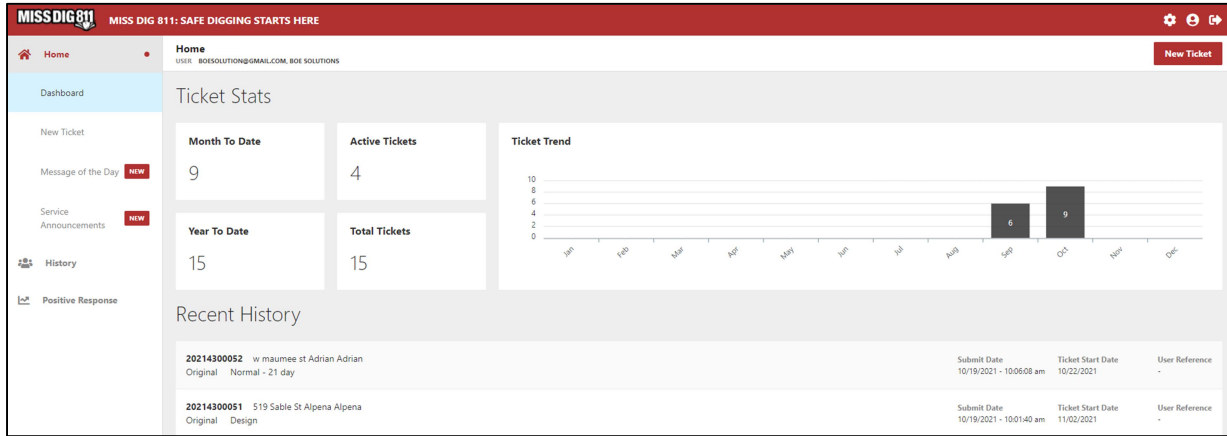 MISS DIG 811 MISS DIG 811: SAFE DIGGING STARTS HERE
Home
Dashboard
New Ticket
Message of the Day NEW
Service
Announcements NEW
History
Positive Response
Home
USER BOESOLUTION@GMAIL.COM, BOE SOLUTIONS
New Ticket
Ticket Stats
Month To Date
9
Active Tickets
4
Year To Date
15
Total Tickets
15
Ticket Trend
10
8
6
4
2
0
6
9
Jan Feb Mar Apr May Jun Jul Aug Sep Oct Nov Dec
Recent History
20214300052 w maumee st Adrian Adrian
Original Normal - 21 day
Submit Date Ticket Start Date User Reference
10/19/2021 - 10:06:08 am 10/22/2021 -
20214300051 519 Sable St Alpena Alpena
Original Design
Submit Date Ticket Start Date User Reference
10/19/2021 - 10:01:40 am 11/02/2021 -